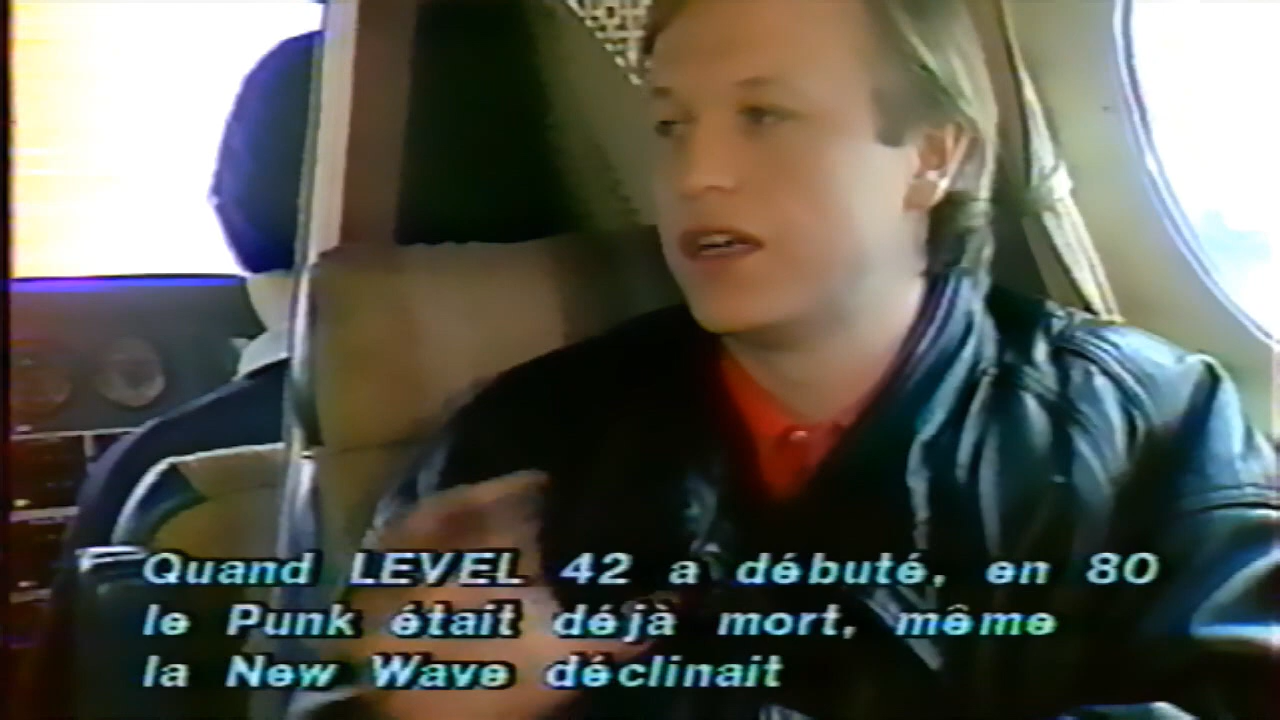 Quand LEVEL 42 a débuté, en 80
le Punk était déjà mort, même
la New Wave déclinait